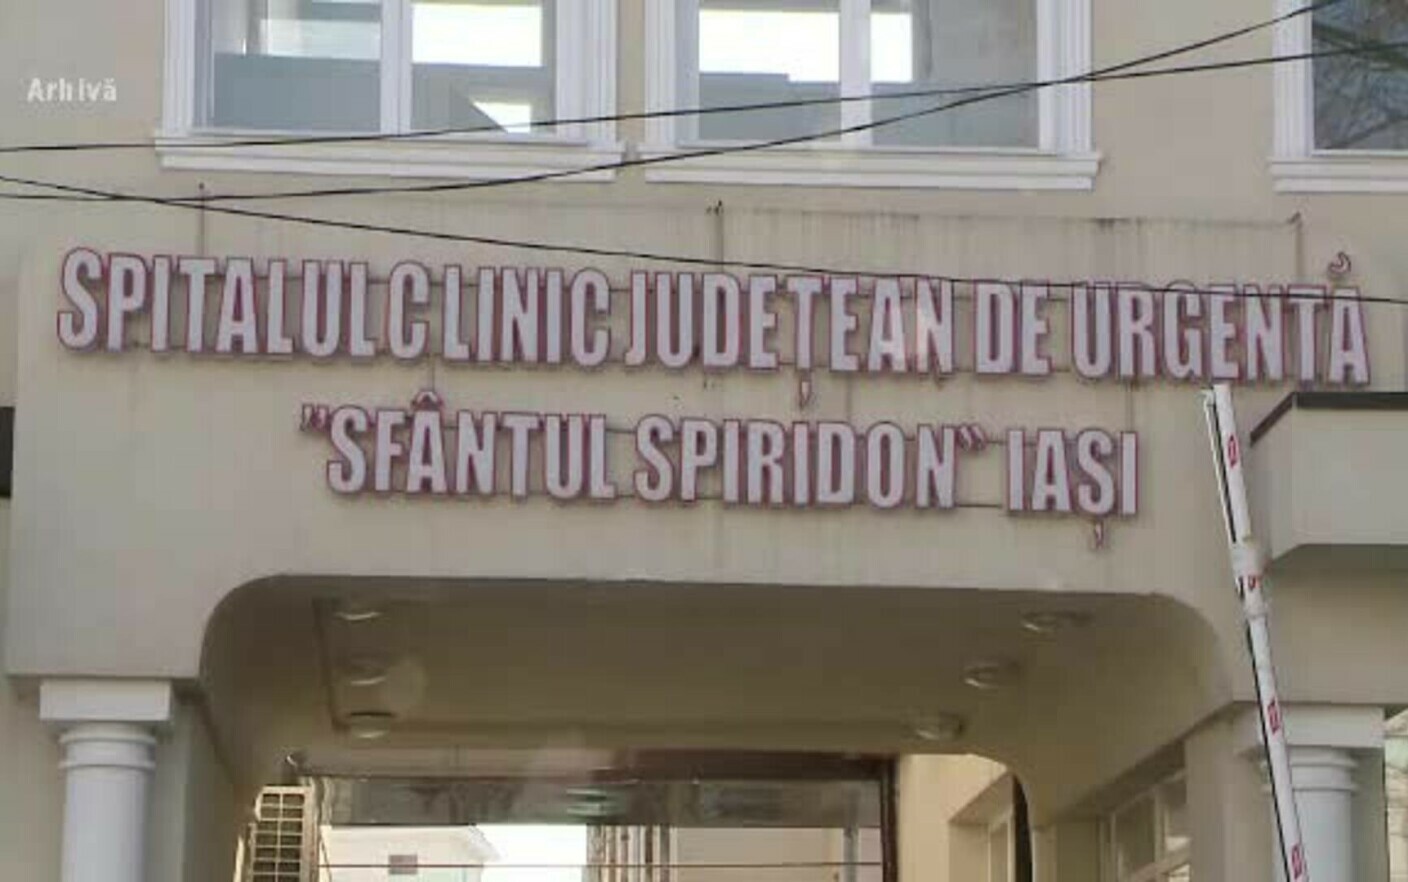 Arhivă
SPITALUL CLINIC JUDEȚEAN DE URGENȚĂ
"SFÂNTUL SPIRIDON" IAȘI